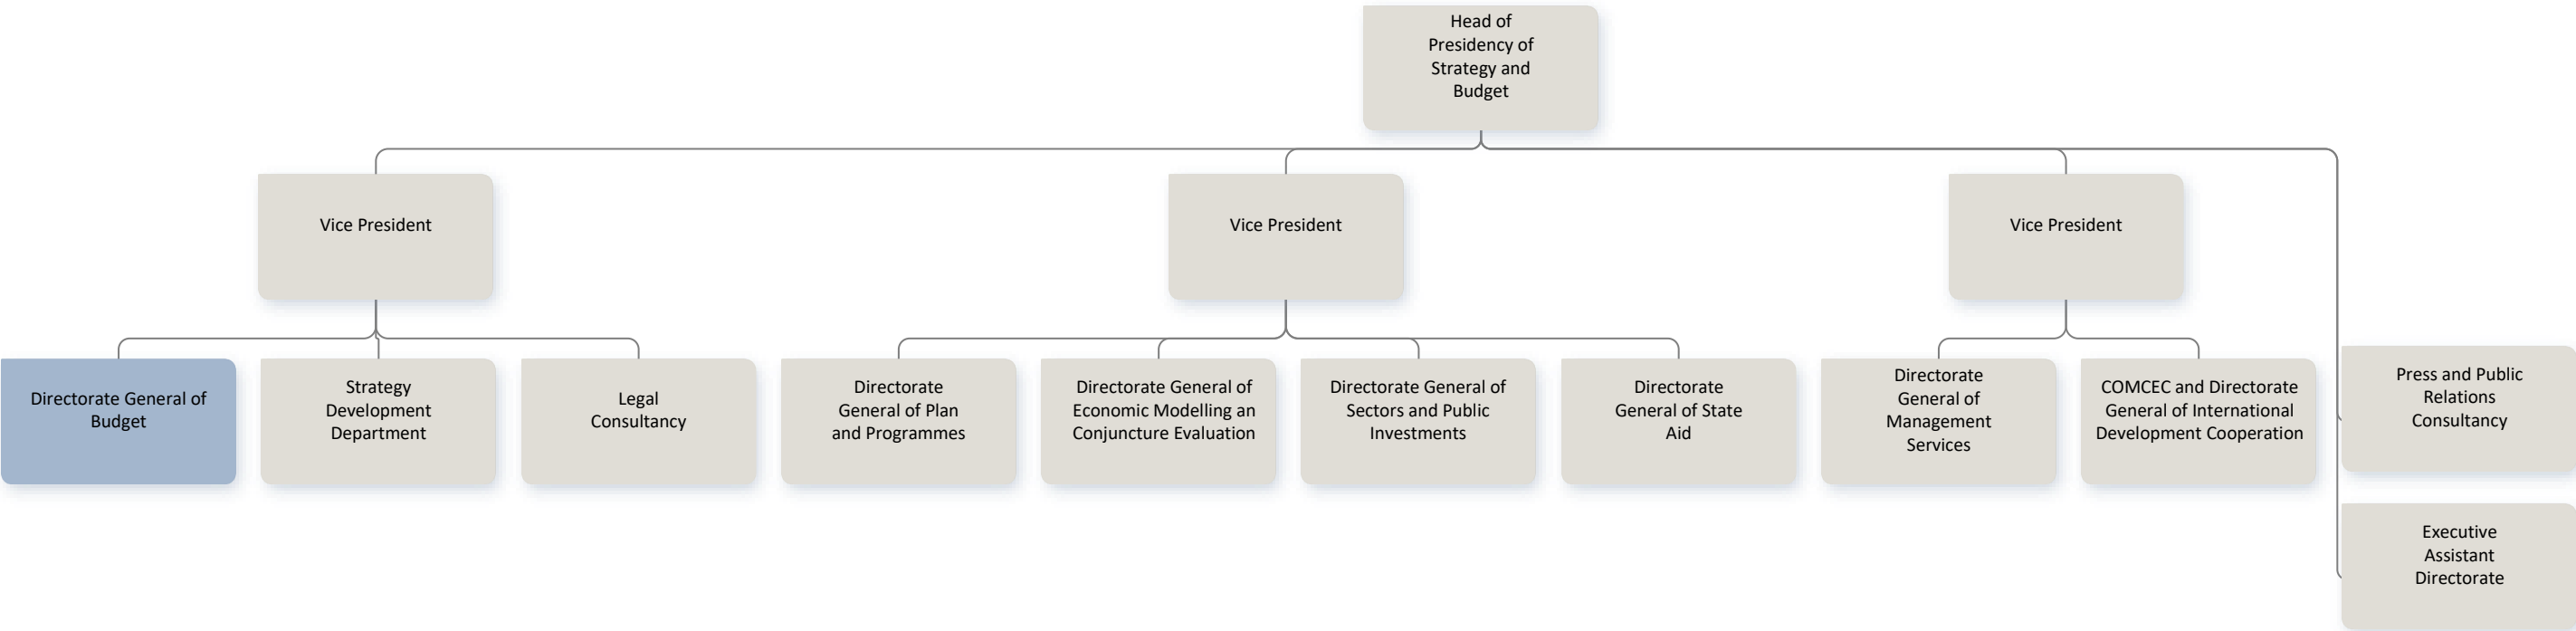 Head of
Presidency of
Strategy and
Budget
Vice President
Vice President
Vice President
Directorate General of
Budget
Strategy
Development
Department
Legal
Consultancy
Directorate
General of Plan
and Programmes
Directorate General of
Economic Modelling an
Conjuncture Evaluation
Directorate General of
Sectors and Public
Investments
Directorate
General of State
Aid
Directorate
General of
Management
Services
COMCEC and Directorate
General of International
Development Cooperation
Press and Public
Relations
Consultancy
Executive
Assistant
Directorate